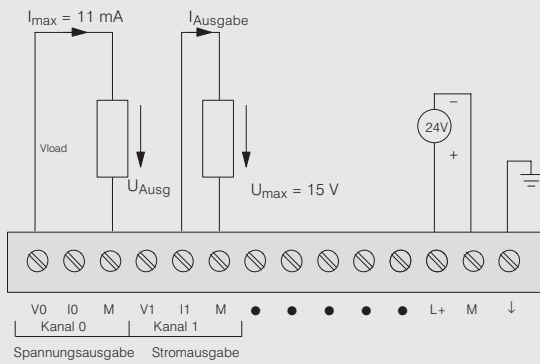 Imax = 11 mA
IAusgabe
Vload
UAusg
Umax = 15 V
−
24V
+
V0 I0 M V1 I1 M ● ● ● ● ● L+ M ↓
Kanal 0 Kanal 1
Spannungsausgabe Stromausgabe